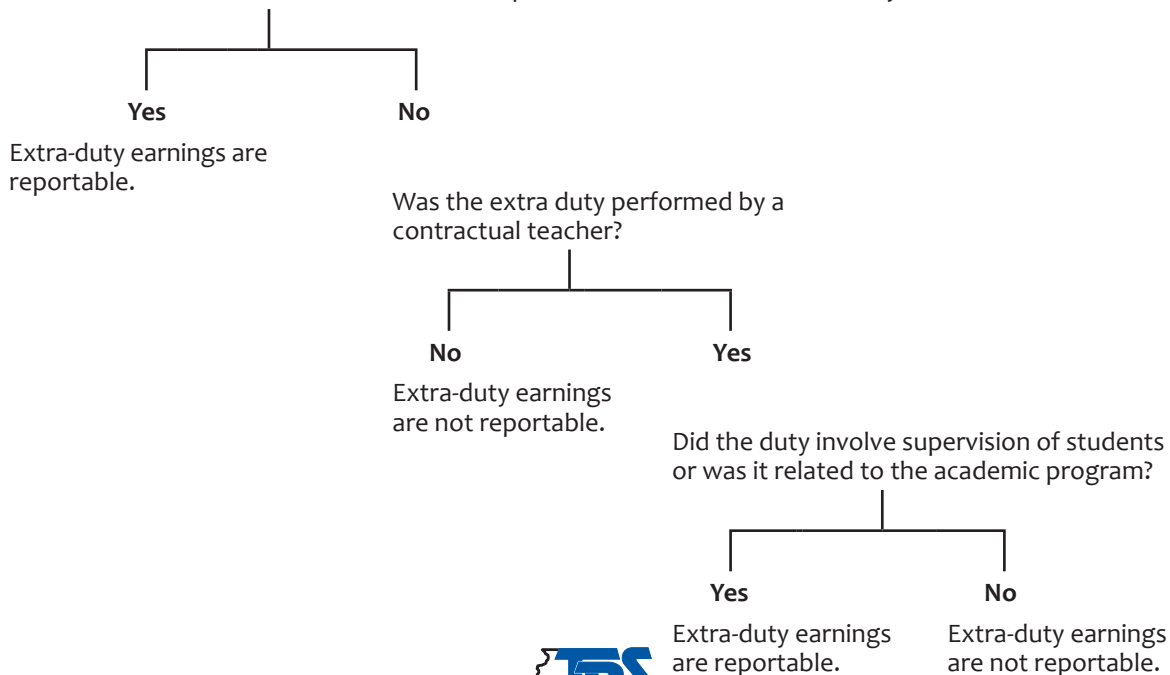 Yes
No
Extra-duty earnings are
reportable.
Was the extra duty performed by a
contractual teacher?
No
Yes
Extra-duty earnings
are not reportable.
Did the duty involve supervision of students
or was it related to the academic program?
Yes
No
Extra-duty earnings
are reportable.
Extra-duty earnings
are not reportable.